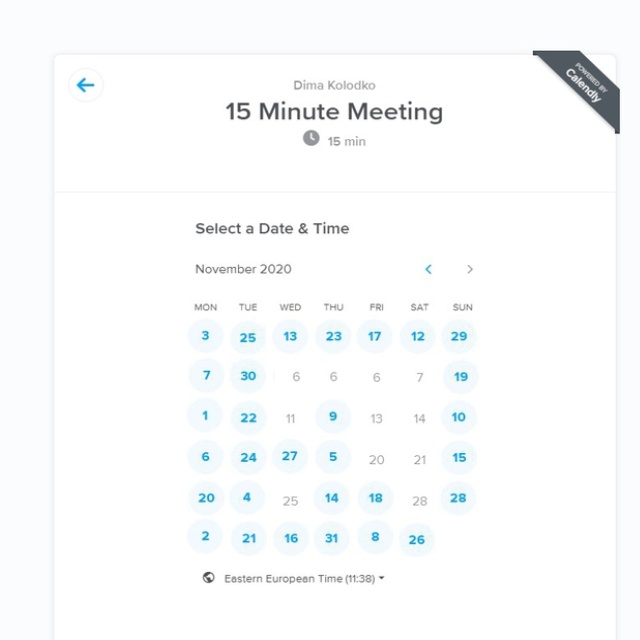 POWERED BY
Calendly
Dima Kolodko
15 Minute Meeting
15 min
Select a Date & Time
November 2020
MON TUE WED THU FRI SAT SUN
3 25 13 23 17 12 29
7 30 6 6 6 7 19
1 22 11 9 13 14 10
6 24 27 5 20 21 15
20 4 25 14 18 28 28
2 21 16 31 8 26
Eastern European Time (11:38)